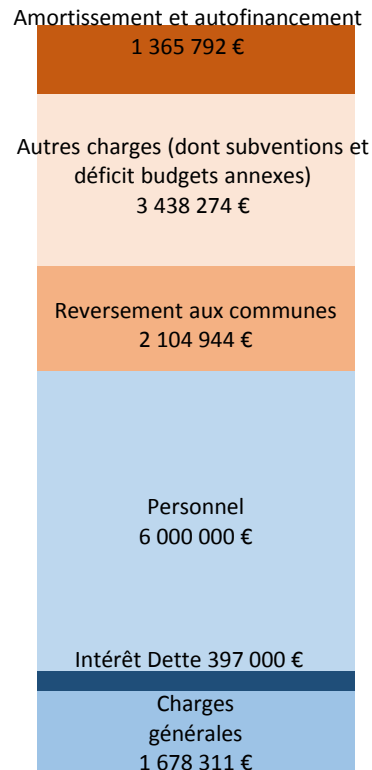 Amortissement et autofinancement
1 365 792 €
Autres charges (dont subventions et
déficit budgets annexes)
3 438 274 €
Reversement aux communes
2 104 944 €
Personnel
6 000 000 €
Intérêt Dette 397 000 €
Charges
générales
1 678 311 €